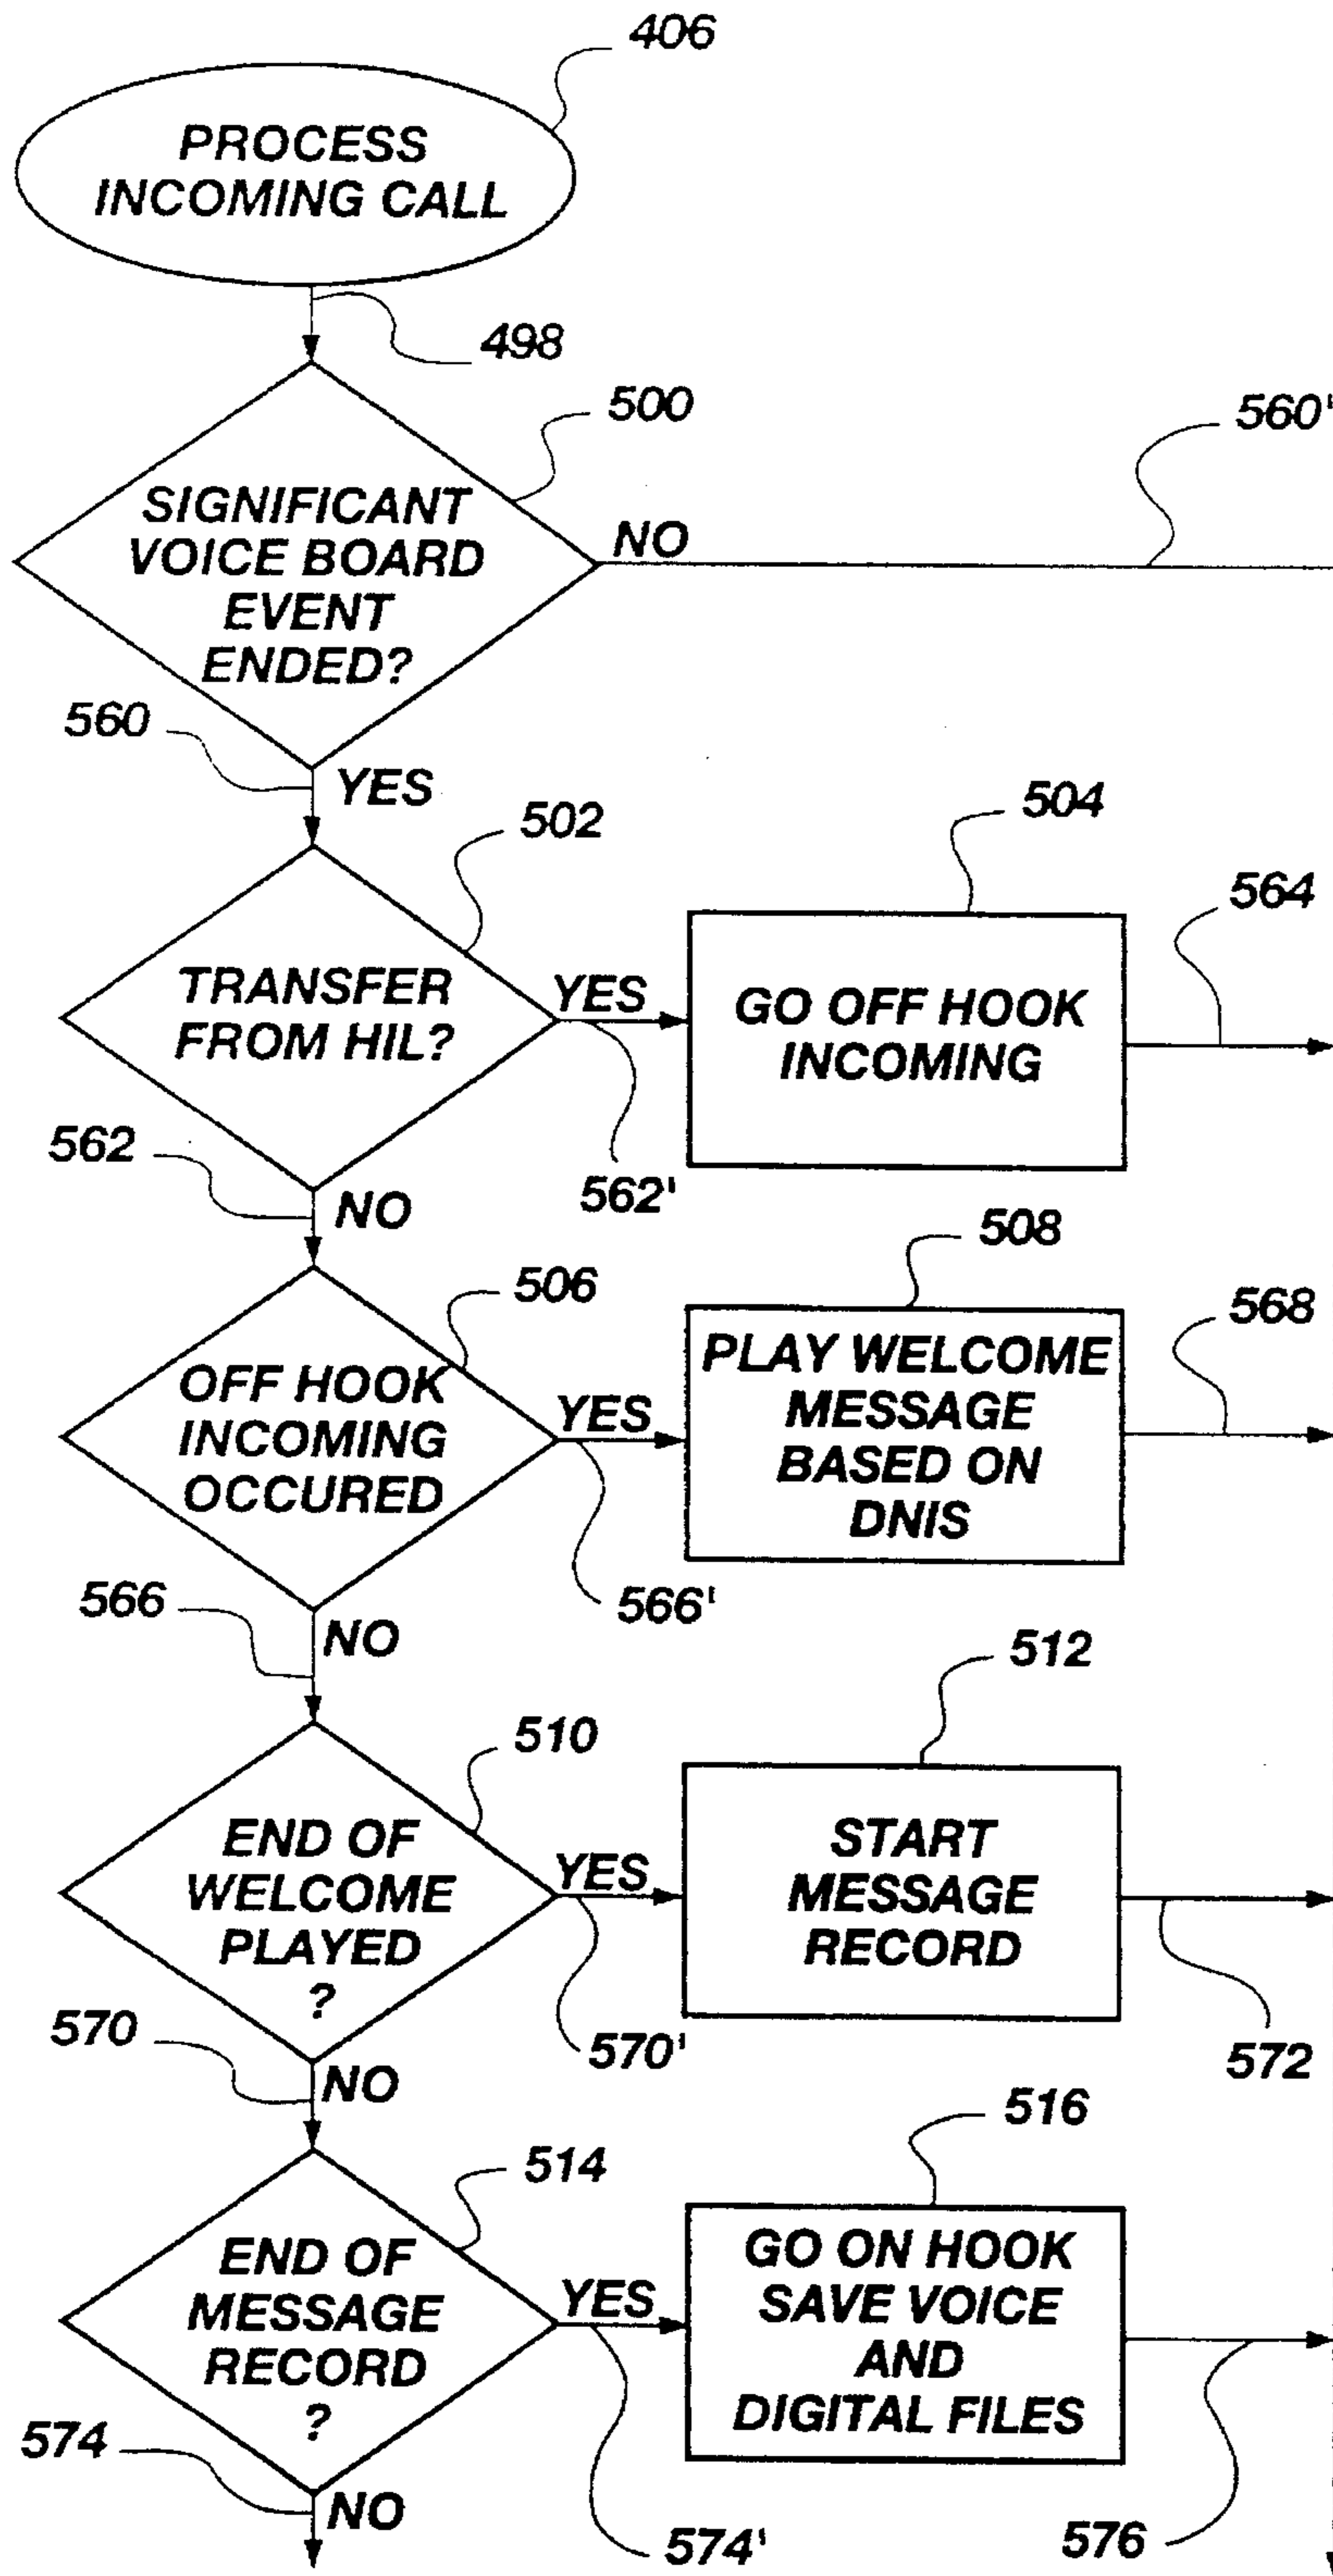 406
PROCESS
INCOMING CALL
498
500
560'
SIGNIFICANT
VOICE BOARD
EVENT
ENDED?
NO
560
YES
502
504
564
TRANSFER
FROM HIL?
YES
GO OFF HOOK
INCOMING
562
NO
562'
508
506
568
OFF HOOK
INCOMING
OCCURED
YES
PLAY WELCOME
MESSAGE
BASED ON
DNIS
566
NO
566'
512
510
END OF
WELCOME
PLAYED
?
YES
START
MESSAGE
RECORD
570
NO
570'
572
516
514
END OF
MESSAGE
RECORD
?
YES
GO ON HOOK
SAVE VOICE
AND
DIGITAL FILES
574
NO
574'
576